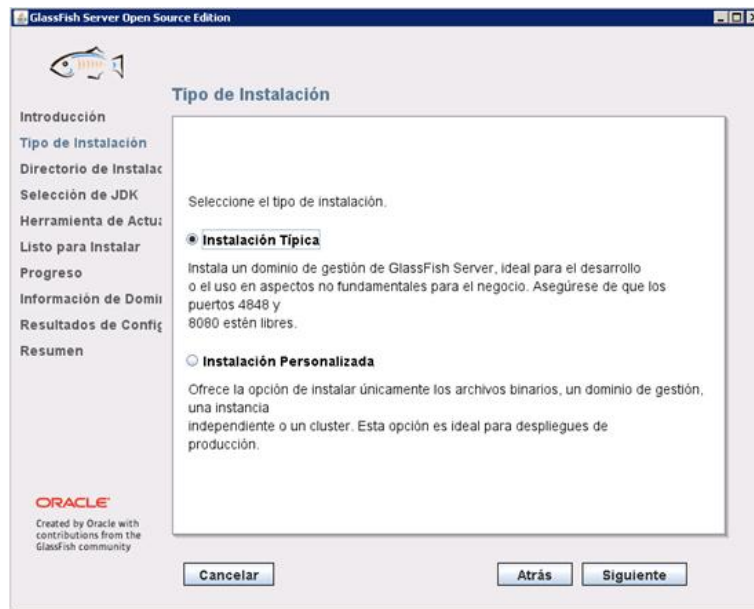 GlassFish Server Open Source Edition
Tipo de Instalación
Introducción
Tipo de Instalación
Directorio de Instalac
Selección de JDK
Herramienta de Actu
Listo para Instalar
Progreso
Información de Domi
Resultados de Config
Resumen
Seleccione el tipo de instalación.
Instalación Típica
Instala un dominio de gestión de GlassFish Server, ideal para el desarrollo
o el uso en aspectos no fundamentales para el negocio. Asegúrese de que los
puertos 4848 y
8080 estén libres.
Instalación Personalizada
Ofrece la opción de instalar únicamente los archivos binarios, un dominio de gestión,
una instancia
independiente o un cluster. Esta opción es ideal para despliegues de
producción.
ORACLE
Created by Oracle with
contributions from the
GlassFish community
Cancelar
Atrás
Siguiente